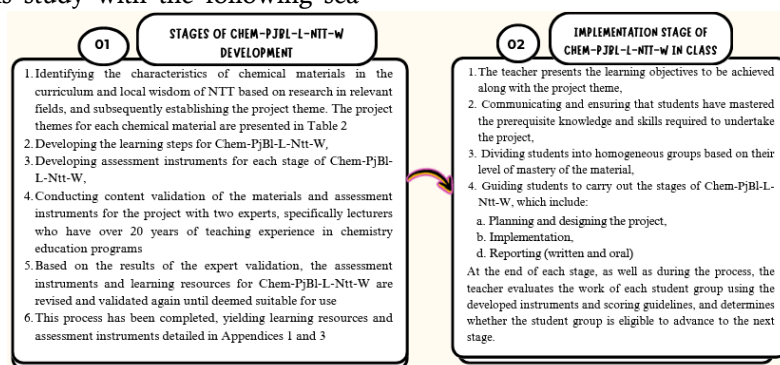 s study with the following sea
01
STAGES OF CHEM-PJBL-L-NTT-W
DEVELOPMENT
1. Identifying the characteristics of chemical materials in the
curriculum and local wisdom of NTT based on research in relevant
fields, and subsequently establishing the project theme. The project
themes for each chemical material are presented in Table 2
2. Developing the learning steps for Chem-PjBl-L-Ntt-W,
3. Developing assessment instruments for each stage of Chem-PjBl-
L-Ntt-W,
4. Conducting content validation of the materials and assessment
instruments for the project with two experts, specifically lecturers
who have over 20 years of teaching experience in chemistry
education programs
5. Based on the results of the expert validation, the assessment
instruments and learning resources for Chem-PjBl-L-Ntt-W are
revised and validated again until deemed suitable for use
6. This process has been completed, yielding learning resources and
assessment instruments detailed in Appendices 1 and 3
02
IMPLEMENTATION STAGE OF
CHEM-PJBL-L-NTT-W IN CLASS
1. The teacher presents the learning objectives to be achieved
along with the project theme,
2. Communicating and ensuring that students have mastered
the prerequisite knowledge and skills required to undertake
the project,
3. Dividing students into homogeneous groups based on their
level of mastery of the material,
4. Guiding students to carry out the stages of Chem-PjBl-L-
Ntt-W, which include:
a. Planning and designing the project,
b. Implementation,
d. Reporting (written and oral)
At the end of each stage, as well as during the process, the
teacher evaluates the work of each student group using the
developed instruments and scoring guidelines, and determines
whether the student group is eligible to advance to the next
stage.